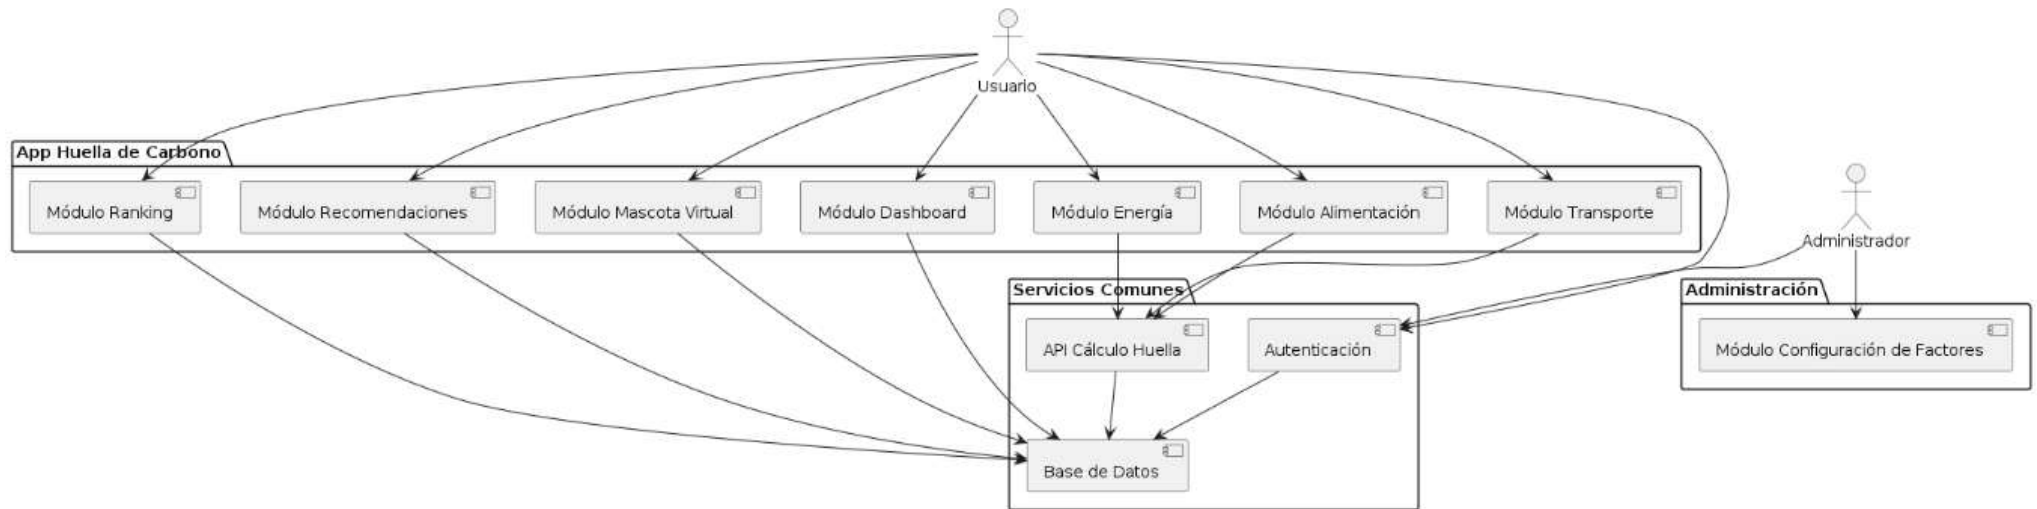 Usuario
App Huella de Carbono
Módulo Ranking
Módulo Recomendaciones
Módulo Mascota Virtual
Módulo Dashboard
Módulo Energía
Módulo Alimentación
Módulo Transporte
Administrador
Servicios Comunes
Administración
API Cálculo Huella
Autenticación
Módulo Configuración de Factores
Base de Datos